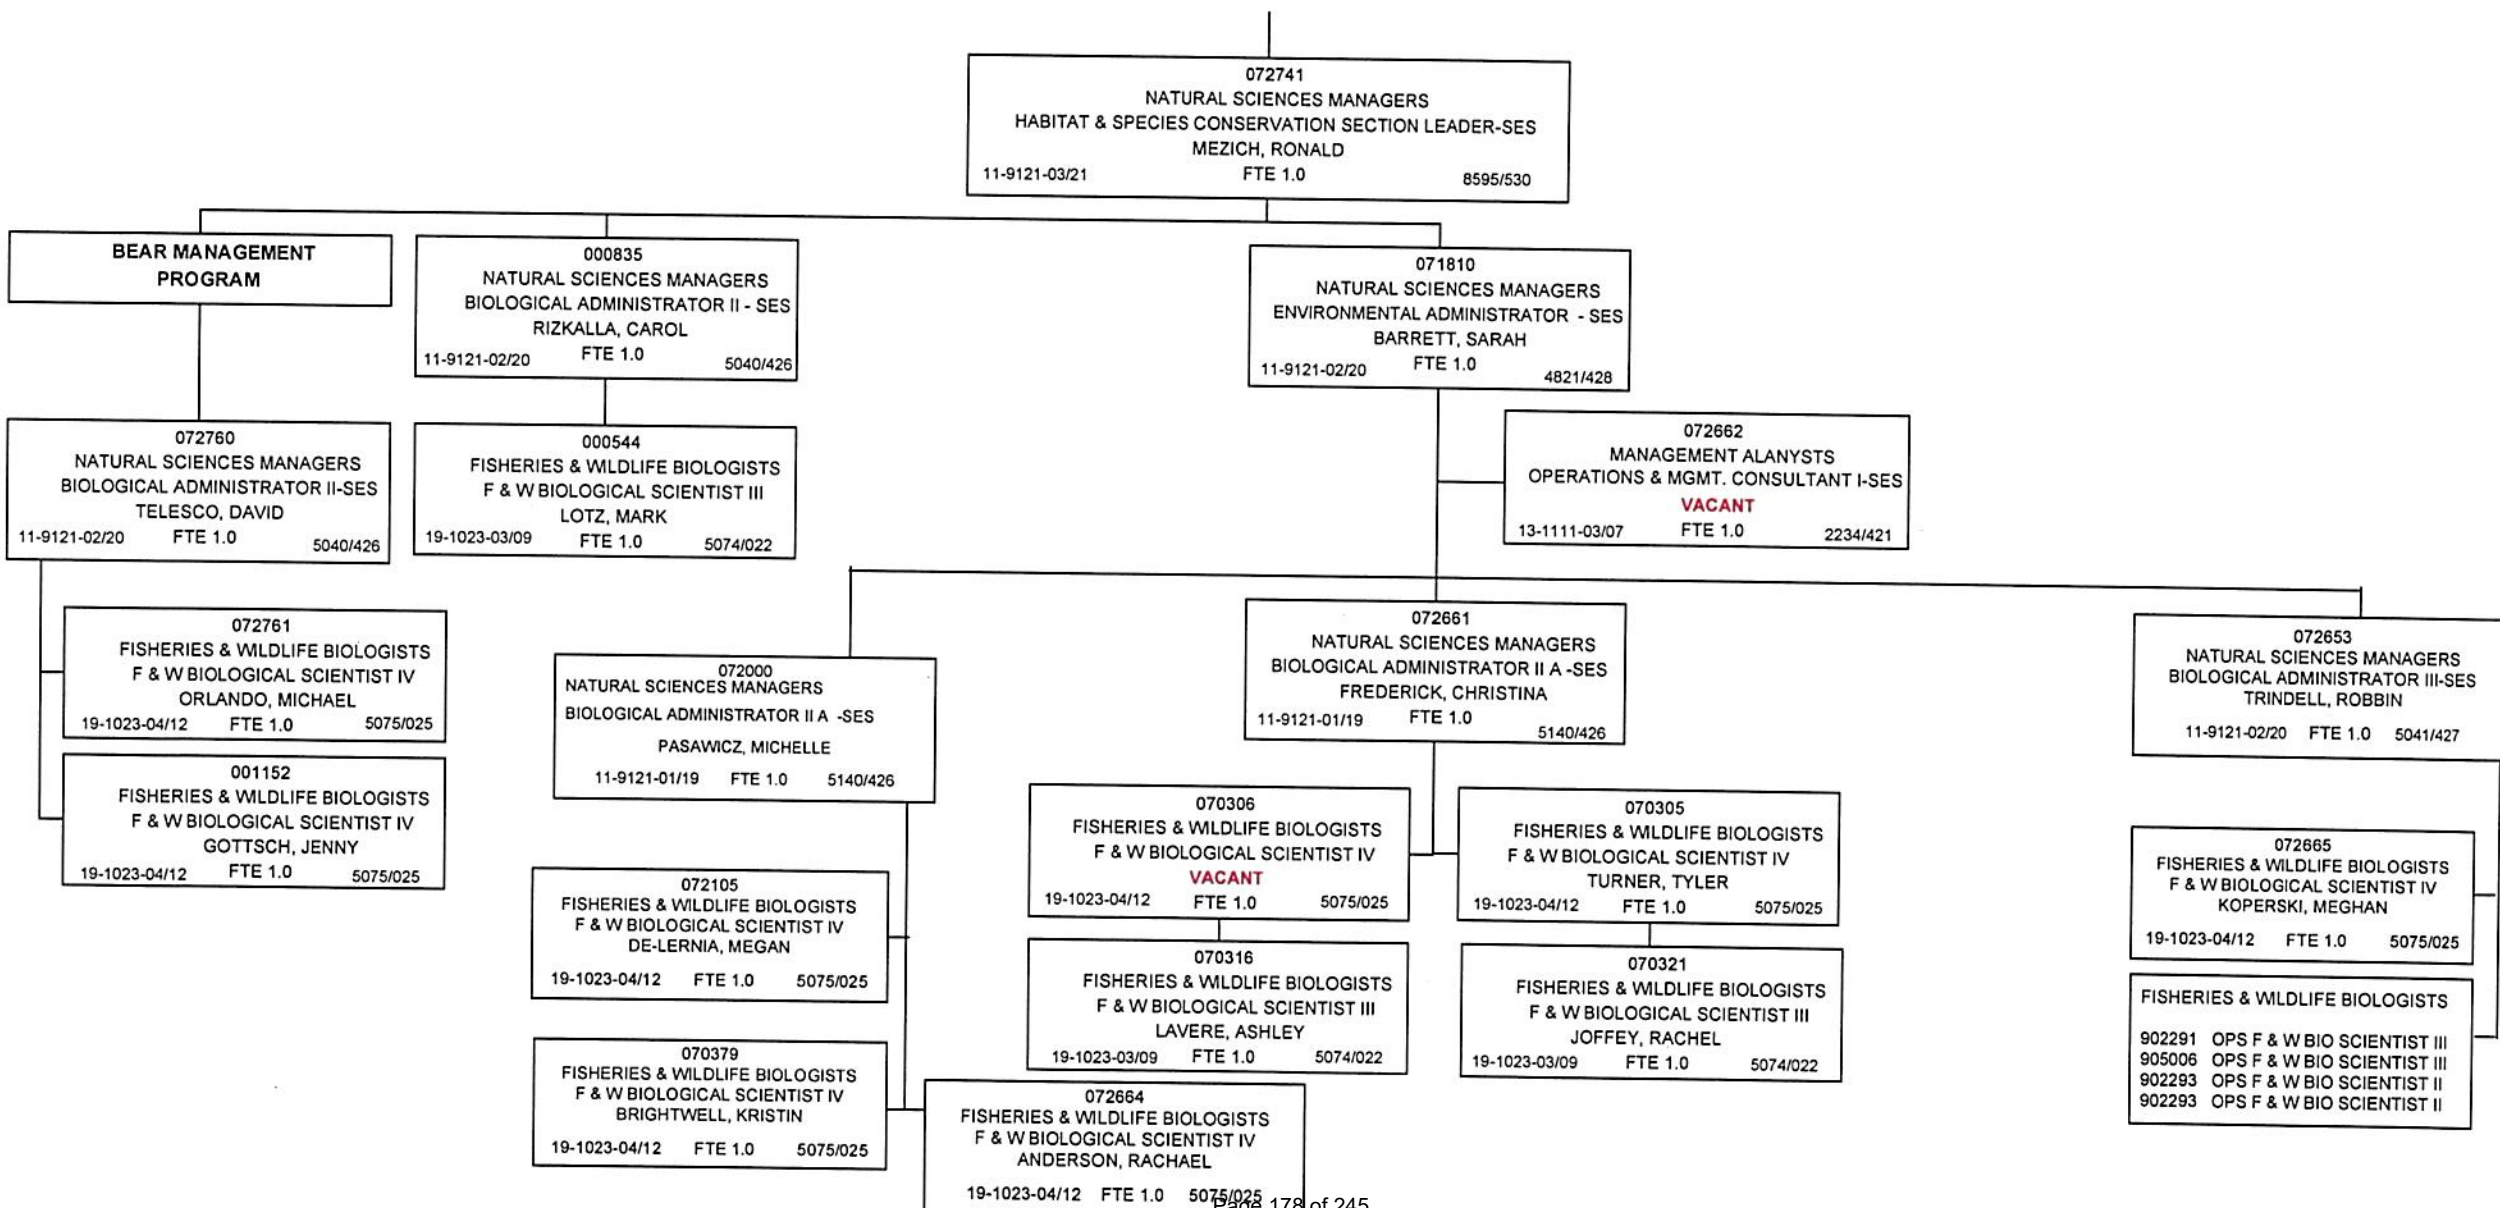 072741
NATURAL SCIENCES MANAGERS
HABITAT & SPECIES CONSERVATION SECTION LEADER-SES
MEZICH, RONALD
11-9121-03/21 FTE 1.0 8595/530
BEAR MANAGEMENT
PROGRAM
000835
NATURAL SCIENCES MANAGERS
BIOLOGICAL ADMINISTRATOR II - SES
RIZKALLA, CAROL
11-9121-02/20 FTE 1.0 5040/426
071810
NATURAL SCIENCES MANAGERS
ENVIRONMENTAL ADMINISTRATOR - SES
BARRETT, SARAH
11-9121-02/20 FTE 1.0 4821/428
072760
NATURAL SCIENCES MANAGERS
BIOLOGICAL ADMINISTRATOR II-SES
TELESCO, DAVID
11-9121-02/20 FTE 1.0 5040/426
000544
FISHERIES & WILDLIFE BIOLOGISTS
F & W BIOLOGICAL SCIENTIST III
LOTZ, MARK
19-1023-03/09 FTE 1.0 5074/022
072662
MANAGEMENT ALANYSTS
OPERATIONS & MGMT. CONSULTANT I-SES
VACANT
13-1111-03/07 FTE 1.0 2234/421
072761
FISHERIES & WILDLIFE BIOLOGISTS
F & W BIOLOGICAL SCIENTIST IV
ORLANDO, MICHAEL
19-1023-04/12 FTE 1.0 5075/025
001152
FISHERIES & WILDLIFE BIOLOGISTS
F & W BIOLOGICAL SCIENTIST IV
GOTTSCH, JENNY
19-1023-04/12 FTE 1.0 5075/025
072000
NATURAL SCIENCES MANAGERS
BIOLOGICAL ADMINISTRATOR II A -SES
PASAWICZ, MICHELLE
11-9121-01/19 FTE 1.0 5140/426
072661
NATURAL SCIENCES MANAGERS
BIOLOGICAL ADMINISTRATOR II A -SES
FREDERICK, CHRISTINA
11-9121-01/19 FTE 1.0 5140/426
072653
NATURAL SCIENCES MANAGERS
BIOLOGICAL ADMINISTRATOR III-SES
TRINDELL, ROBBIN
11-9121-02/20 FTE 1.0 5041/427
072105
FISHERIES & WILDLIFE BIOLOGISTS
F & W BIOLOGICAL SCIENTIST IV
DE-LERNIA, MEGAN
19-1023-04/12 FTE 1.0 5075/025
070379
FISHERIES & WILDLIFE BIOLOGISTS
F & W BIOLOGICAL SCIENTIST IV
BRIGHTWELL, KRISTIN
19-1023-04/12 FTE 1.0 5075/025
072664
FISHERIES & WILDLIFE BIOLOGISTS
F & W BIOLOGICAL SCIENTIST IV
ANDERSON, RACHAEL
19-1023-04/12 FTE 1.0 5075/025
070306
FISHERIES & WILDLIFE BIOLOGISTS
F & W BIOLOGICAL SCIENTIST IV
VACANT
19-1023-04/12 FTE 1.0 5075/025
070316
FISHERIES & WILDLIFE BIOLOGISTS
F & W BIOLOGICAL SCIENTIST III
LAVERE, ASHLEY
19-1023-03/09 FTE 1.0 5074/022
070305
FISHERIES & WILDLIFE BIOLOGISTS
F & W BIOLOGICAL SCIENTIST IV
TURNER, TYLER
19-1023-04/12 FTE 1.0 5075/025
070321
FISHERIES & WILDLIFE BIOLOGISTS
F & W BIOLOGICAL SCIENTIST III
JOFFEY, RACHEL
19-1023-03/09 FTE 1.0 5074/022
072665
FISHERIES & WILDLIFE BIOLOGISTS
F & W BIOLOGICAL SCIENTIST IV
KOPERSKI, MEGHAN
19-1023-04/12 FTE 1.0 5075/025
FISHERIES & WILDLIFE BIOLOGISTS
902291 OPS F & W BIO SCIENTIST III
905006 OPS F & W BIO SCIENTIST III
902293 OPS F & W BIO SCIENTIST II
902293 OPS F & W BIO SCIENTIST II
Page 178 of 245